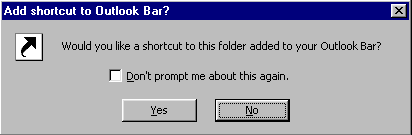 Add shortcut to Outlook Bar?
Would you like a shortcut to this folder added to your Outlook Bar?
Don't prompt me about this again.
Yes No